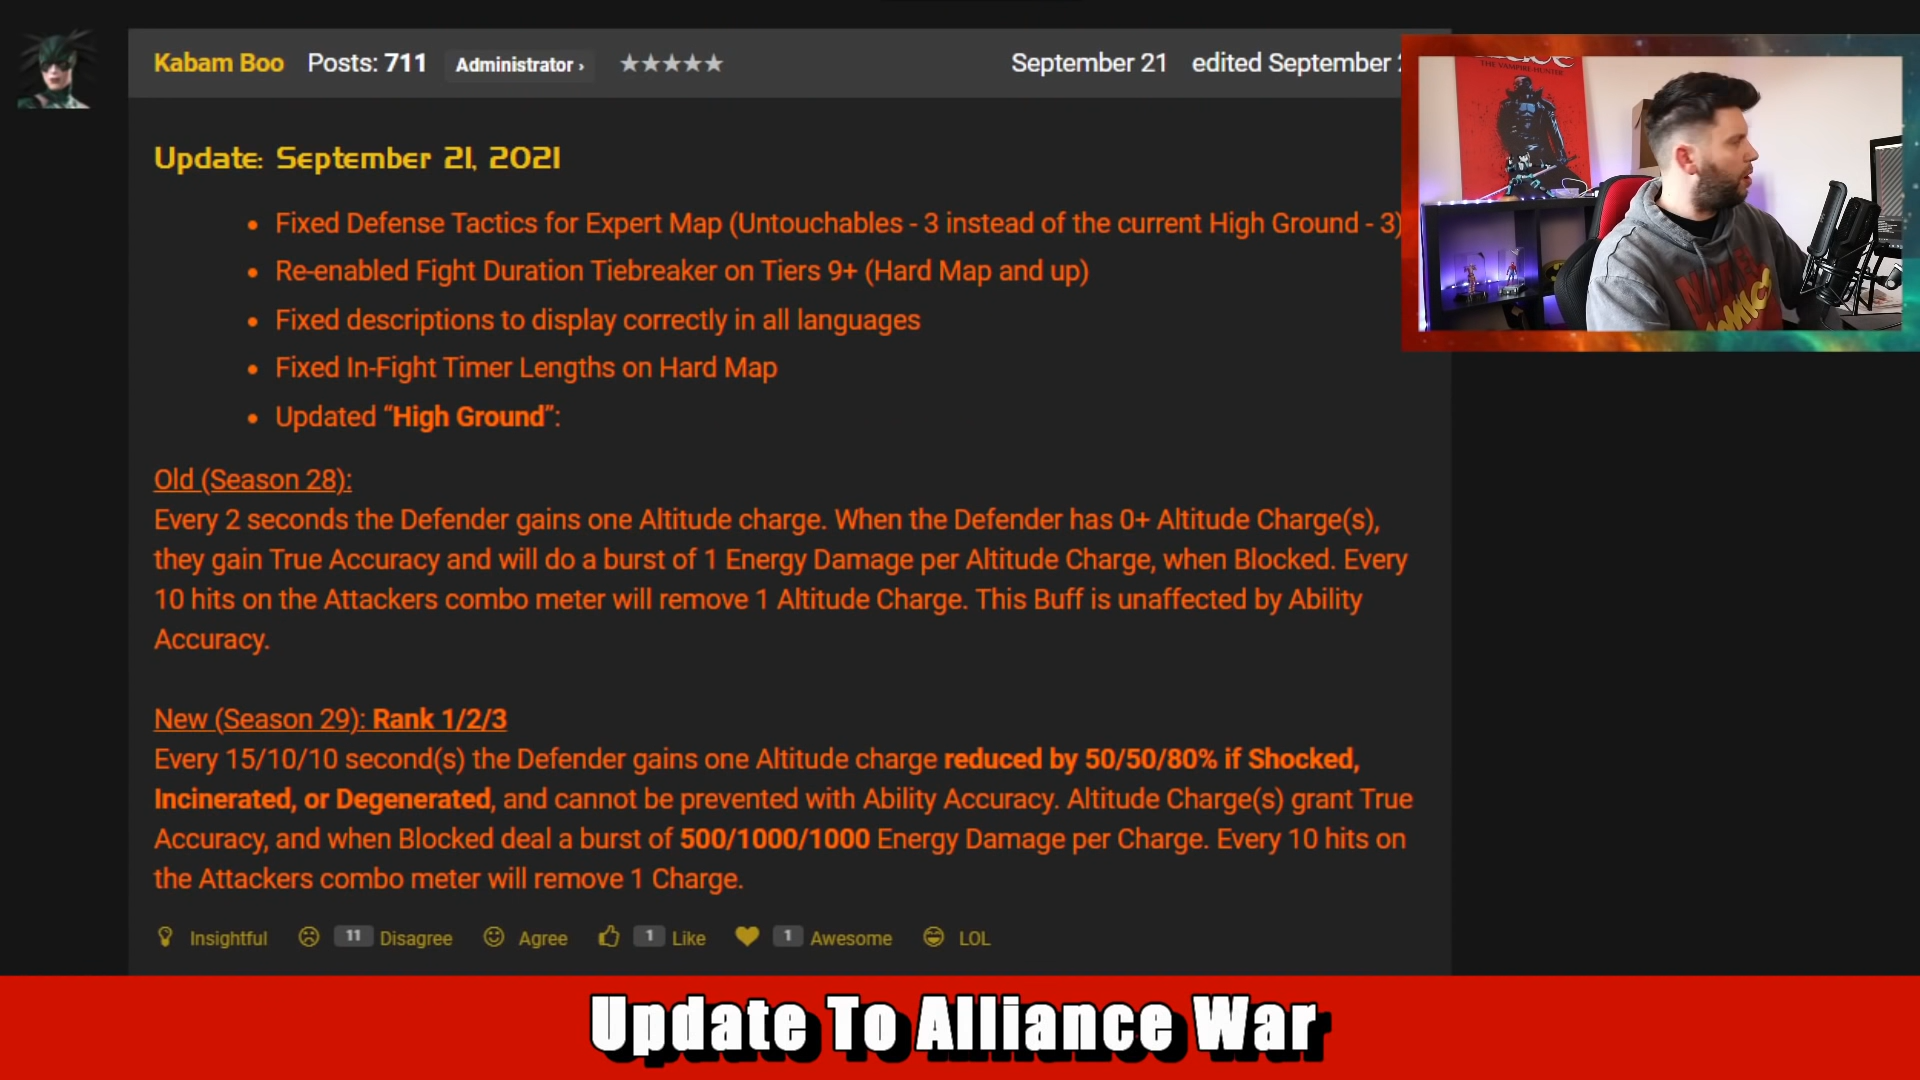 Kabam Boo Posts: 711 Administrator › ★★★★★ September 21 edited September
Update: September 21, 2021
• Fixed Defense Tactics for Expert Map (Untouchables - 3 instead of the current High Ground - 3)
• Re-enabled Fight Duration Tiebreaker on Tiers 9+ (Hard Map and up)
• Fixed descriptions to display correctly in all languages
• Fixed In-Fight Timer Lengths on Hard Map
• Updated “High Ground”:
Old (Season 28):
Every 2 seconds the Defender gains one Altitude charge. When the Defender has 0+ Altitude Charge(s),
they gain True Accuracy and will do a burst of 1 Energy Damage per Altitude Charge, when Blocked. Every
10 hits on the Attackers combo meter will remove 1 Altitude Charge. This Buff is unaffected by Ability
Accuracy.
New (Season 29): Rank 1/2/3
Every 15/10/10 second(s) the Defender gains one Altitude charge reduced by 50/50/80% if Shocked,
Incinerated, or Degenerated, and cannot be prevented with Ability Accuracy. Altitude Charge(s) grant True
Accuracy, and when Blocked deal a burst of 500/1000/1000 Energy Damage per Charge. Every 10 hits on
the Attackers combo meter will remove 1 Charge.
Insightful 11 Disagree Agree 1 Like 1 Awesome LOL
THE VAMPIRE HUNTER
Update To Alliance War